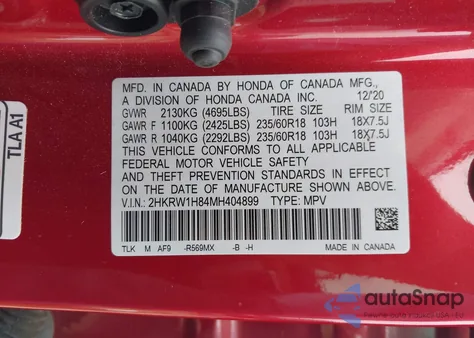 MFD. IN CANADA BY HONDA OF CANADA MFG.,
A DIVISION OF HONDA CANADA INC. 12/20
GVWR 2130KG (4695LBS) TIRE SIZE RIM SIZE
GAWR F 1100KG (2425LBS) 235/60R18 103H 18X7.5J
GAWR R 1040KG (2292LBS) 235/60R18 103H 18X7.5J
THIS VEHICLE CONFORMS TO ALL APPLICABLE
FEDERAL MOTOR VEHICLE SAFETY
AND THEFT PREVENTION STANDARDS IN EFFECT
ON THE DATE OF MANUFACTURE SHOWN ABOVE.
V.I.N.: 2HKRW1H84MH404899 TYPE: MPV
TLK M AF9 -R569MX -B -H MADE IN CANADA
TLA A1
autoSnap